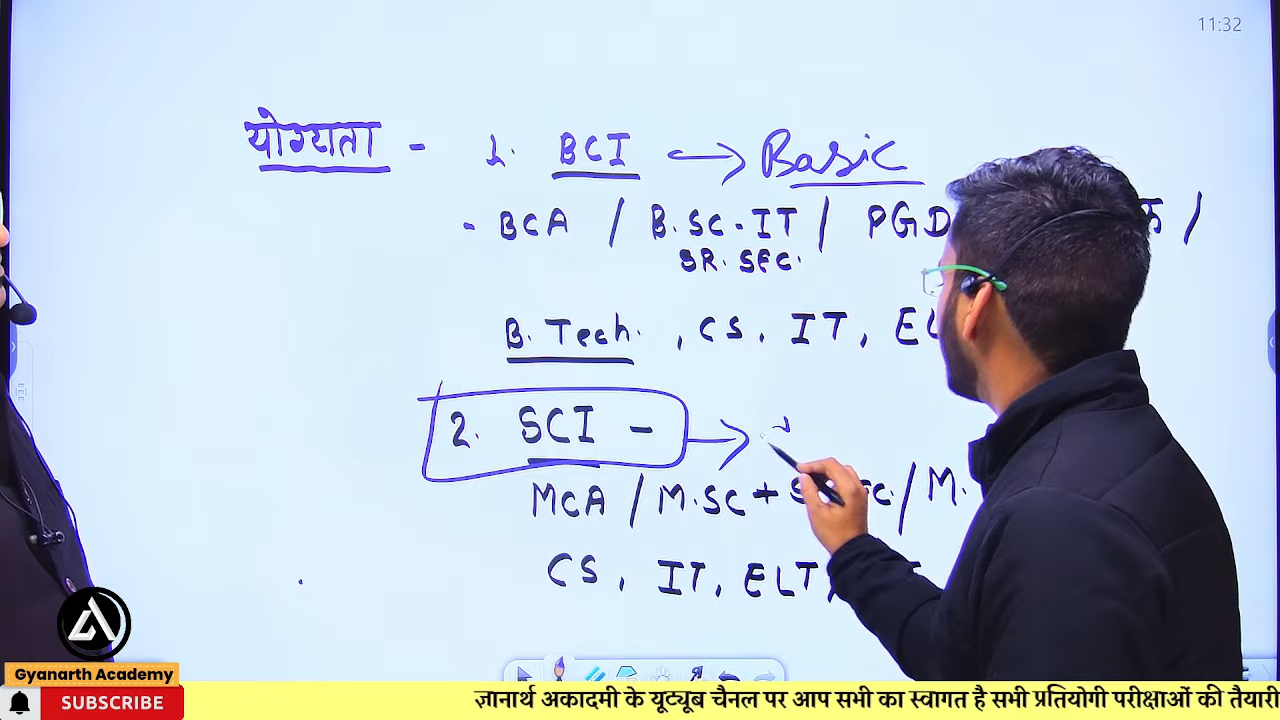 11:32
योग्यता - 1. BCI → Basic
- BCA / B.SC-IT / PGD /
SR. SEC.
B.Tech. , CS, IT,
2. SCI - →
MCA / M.SC + / M.
CS, IT, ELT,
Gyanarth Academy
SUBSCRIBE
ज्ञानार्थ अकादमी के यूट्यूब चैनल पर आप सभी का स्वागत है सभी प्रतियोगी परीक्षाओं की तैयारी